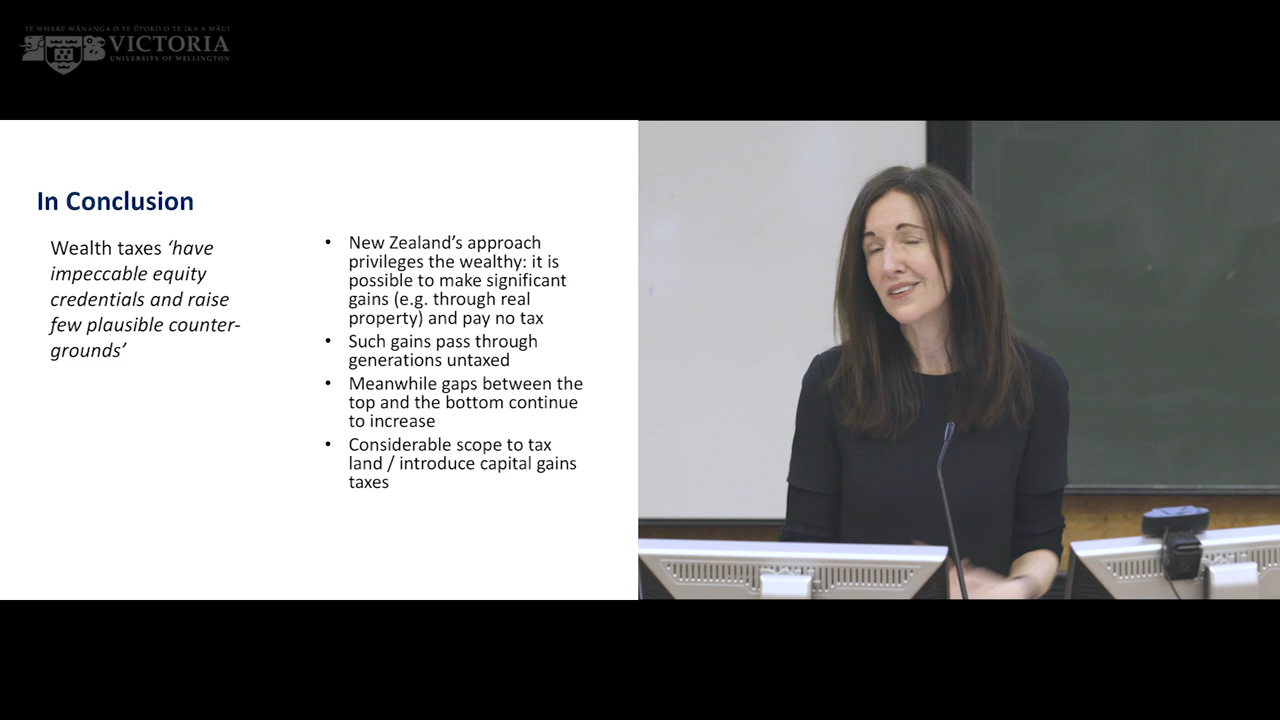 TE WHARE WĀNANGA O TE ŪPOKO O TE IKA A MĀUI
VICTORIA
UNIVERSITY OF WELLINGTON
In Conclusion
Wealth taxes ‘have
impeccable equity
credentials and raise
few plausible counter-
grounds’
• New Zealand’s approach
privileges the wealthy: it is
possible to make significant
gains (e.g. through real
property) and pay no tax
• Such gains pass through
generations untaxed
• Meanwhile gaps between the
top and the bottom continue
to increase
• Considerable scope to tax
land / introduce capital gains
taxes